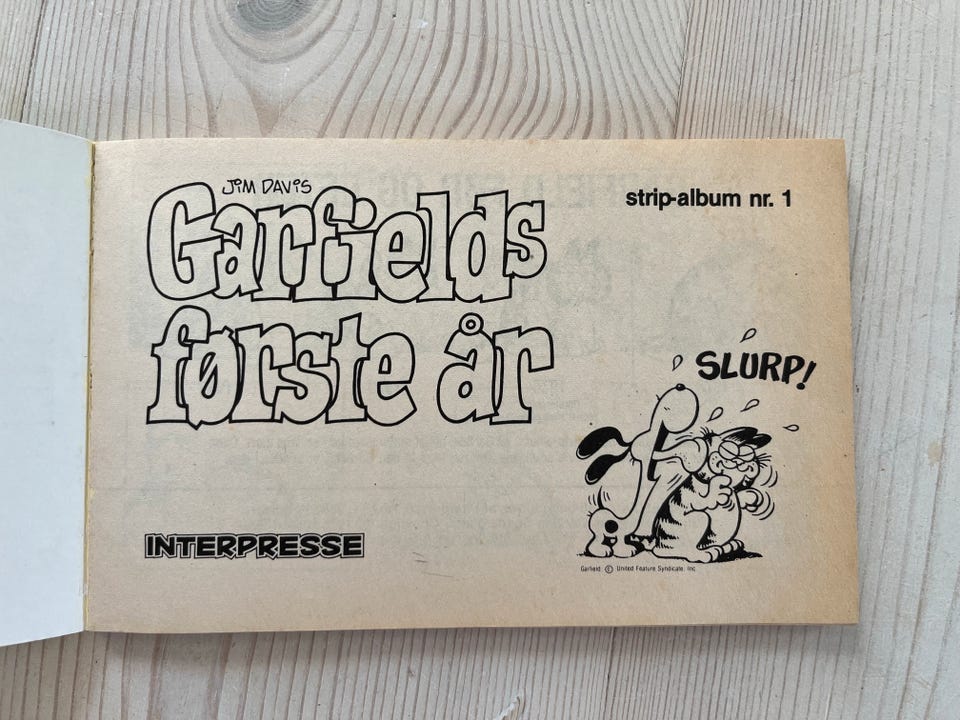 JIM DAVIS
Garfields
første år
strip-album nr. 1
SLURP!
INTERPRESSE
Garfield © United Feature Syndicate, Inc.